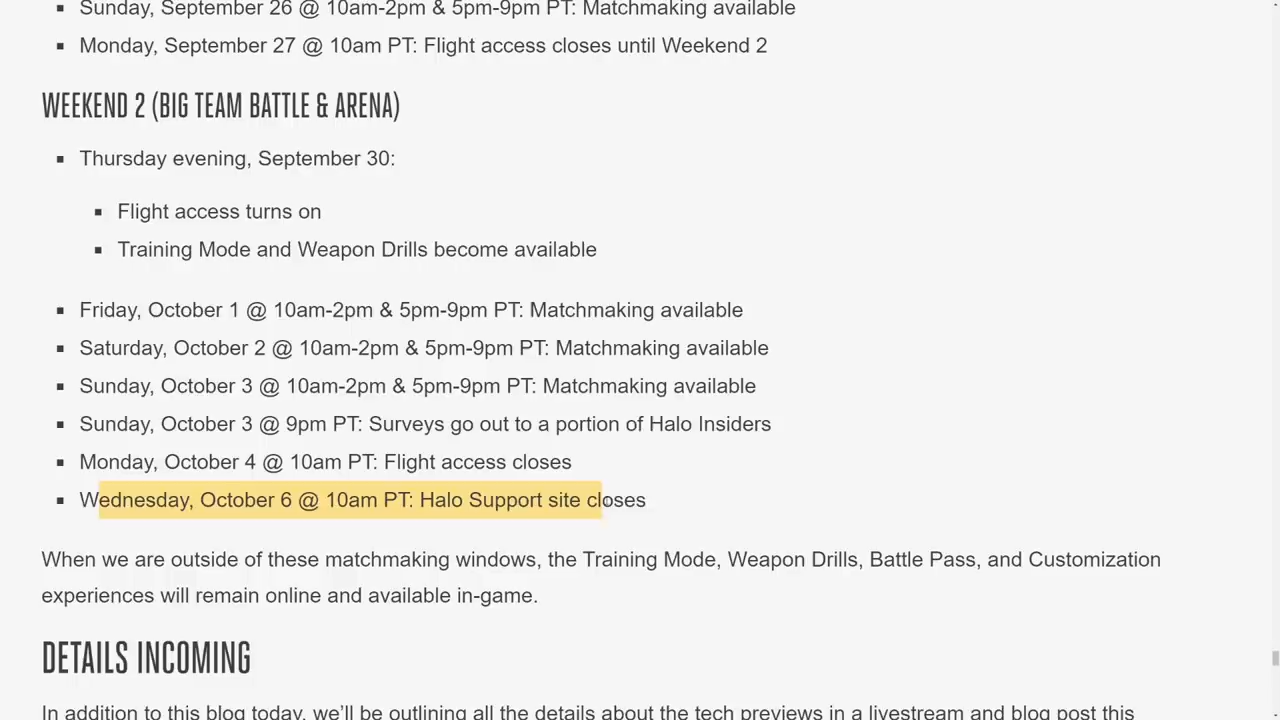 Sunday, September 26 @ 10am-2pm & 5pm-9pm PT: Matchmaking available
Monday, September 27 @ 10am PT: Flight access closes until Weekend 2
WEEKEND 2 (BIG TEAM BATTLE & ARENA)
Thursday evening, September 30:
Flight access turns on
Training Mode and Weapon Drills become available
Friday, October 1 @ 10am-2pm & 5pm-9pm PT: Matchmaking available
Saturday, October 2 @ 10am-2pm & 5pm-9pm PT: Matchmaking available
Sunday, October 3 @ 10am-2pm & 5pm-9pm PT: Matchmaking available
Sunday, October 3 @ 9pm PT: Surveys go out to a portion of Halo Insiders
Monday, October 4 @ 10am PT: Flight access closes
Wednesday, October 6 @ 10am PT: Halo Support site closes
When we are outside of these matchmaking windows, the Training Mode, Weapon Drills, Battle Pass, and Customization
experiences will remain online and available in-game.
DETAILS INCOMING
In addition to this blog today, we'll be outlining all the details about the tech previews in a livestream and blog post this